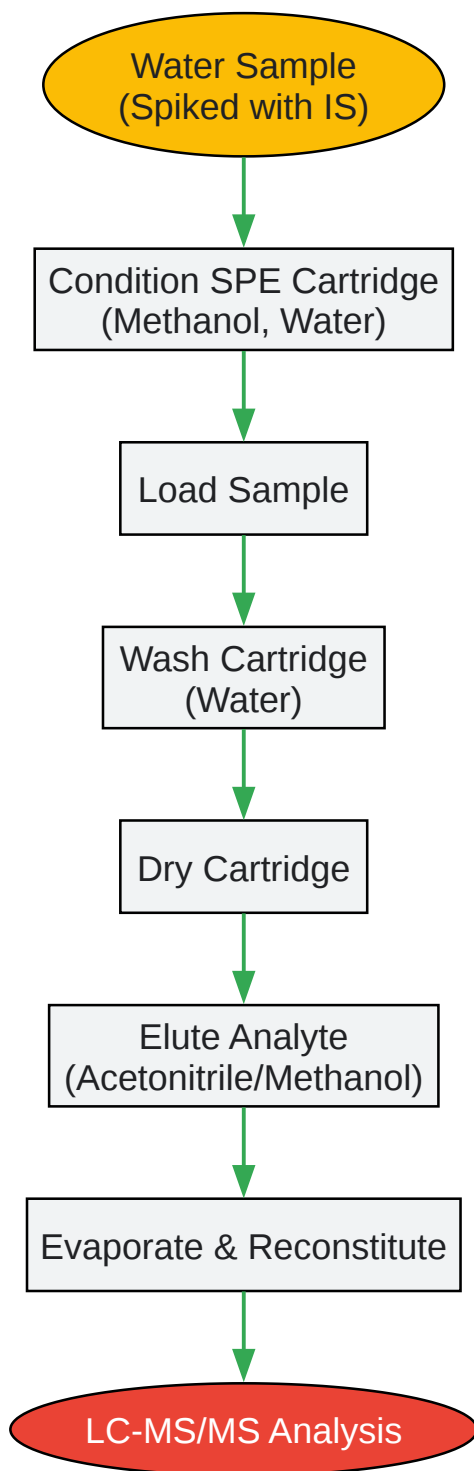 Water Sample
(Spiked with IS)
Condition SPE Cartridge
(Methanol, Water)
Load Sample
Wash Cartridge
(Water)
Dry Cartridge
Elute Analyte
(Acetonitrile/Methanol)
Evaporate & Reconstitute
LC-MS/MS Analysis